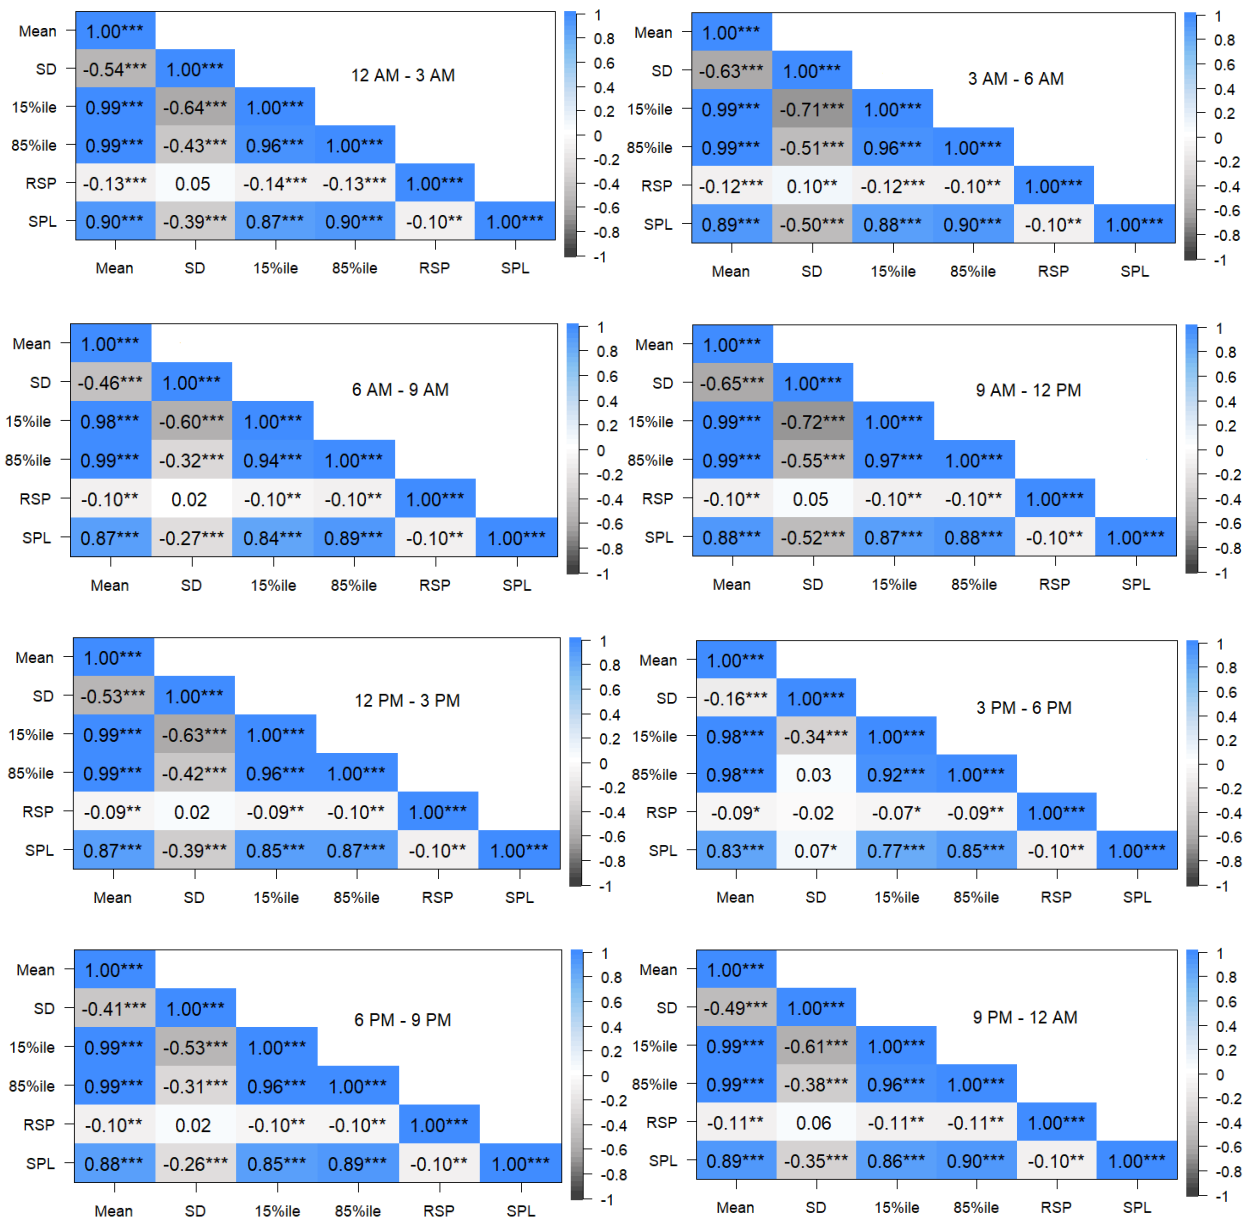 Mean 1.00***
SD -0.54*** 1.00*** 12 AM - 3 AM
15%ile 0.99*** -0.64*** 1.00***
85%ile 0.99*** -0.43*** 0.96*** 1.00***
RSP -0.13*** 0.05 -0.14*** -0.13*** 1.00***
SPL 0.90*** -0.39*** 0.87*** 0.90*** -0.10** 1.00***
Mean SD 15%ile 85%ile RSP SPL
1
0.8
0.6
0.4
0.2
0
-0.2
-0.4
-0.6
-0.8
-1
Mean 1.00***
SD -0.63*** 1.00*** 3 AM - 6 AM
15%ile 0.99*** -0.71*** 1.00***
85%ile 0.99*** -0.51*** 0.96*** 1.00***
RSP -0.12*** 0.10** -0.12*** -0.10** 1.00***
SPL 0.89*** -0.50*** 0.88*** 0.90*** -0.10** 1.00***
Mean SD 15%ile 85%ile RSP SPL
1
0.8
0.6
0.4
0.2
0
-0.2
-0.4
-0.6
-0.8
-1
Mean 1.00***
SD -0.46*** 1.00*** 6 AM - 9 AM
15%ile 0.98*** -0.60*** 1.00***
85%ile 0.99*** -0.32*** 0.94*** 1.00***
RSP -0.10** 0.02 -0.10** -0.10** 1.00***
SPL 0.87*** -0.27*** 0.84*** 0.89*** -0.10** 1.00***
Mean SD 15%ile 85%ile RSP SPL
1
0.8
0.6
0.4
0.2
0
-0.2
-0.4
-0.6
-0.8
-1
Mean 1.00***
SD -0.65*** 1.00*** 9 AM - 12 PM
15%ile 0.99*** -0.72*** 1.00***
85%ile 0.99*** -0.55*** 0.97*** 1.00***
RSP -0.10** 0.05 -0.10** -0.10** 1.00***
SPL 0.88*** -0.52*** 0.87*** 0.88*** -0.10** 1.00***
Mean SD 15%ile 85%ile RSP SPL
1
0.8
0.6
0.4
0.2
0
-0.2
-0.4
-0.6
-0.8
-1
Mean 1.00***
SD -0.53*** 1.00*** 12 PM - 3 PM
15%ile 0.99*** -0.63*** 1.00***
85%ile 0.99*** -0.42*** 0.96*** 1.00***
RSP -0.09** 0.02 -0.09** -0.10** 1.00***
SPL 0.87*** -0.39*** 0.85*** 0.87*** -0.10** 1.00***
Mean SD 15%ile 85%ile RSP SPL
1
0.8
0.6
0.4
0.2
0
-0.2
-0.4
-0.6
-0.8
-1
Mean 1.00***
SD -0.16*** 1.00*** 3 PM - 6 PM
15%ile 0.98*** -0.34*** 1.00***
85%ile 0.98*** 0.03 0.92*** 1.00***
RSP -0.09* -0.02 -0.07* -0.09** 1.00***
SPL 0.83*** 0.07* 0.77*** 0.85*** -0.10** 1.00***
Mean SD 15%ile 85%ile RSP SPL
1
0.8
0.6
0.4
0.2
0
-0.2
-0.4
-0.6
-0.8
-1
Mean 1.00***
SD -0.41*** 1.00*** 6 PM - 9 PM
15%ile 0.99*** -0.53*** 1.00***
85%ile 0.99*** -0.31*** 0.96*** 1.00***
RSP -0.10** 0.02 -0.10** -0.10** 1.00***
SPL 0.88*** -0.26*** 0.85*** 0.89*** -0.10** 1.00***
Mean SD 15%ile 85%ile RSP SPL
1
0.8
0.6
0.4
0.2
0
-0.2
-0.4
-0.6
-0.8
-1
Mean 1.00***
SD -0.49*** 1.00*** 9 PM - 12 AM
15%ile 0.99*** -0.61*** 1.00***
85%ile 0.99*** -0.38*** 0.96*** 1.00***
RSP -0.11** 0.06 -0.11** -0.11** 1.00***
SPL 0.89*** -0.35*** 0.86*** 0.90*** -0.10** 1.00***
Mean SD 15%ile 85%ile RSP SPL
1
0.8
0.6
0.4
0.2
0
-0.2
-0.4
-0.6
-0.8
-1